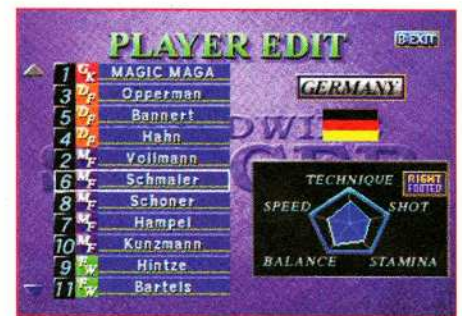 PLAYER EDIT
B:EXIT
1 GK MAGIC MAGA
3 DF Opperman
5 DF Bannert
4 DF Hahn
2 MF Vollmann
6 MF Schmaler
8 MF Schoner
7 MF Hampel
10 MF Kunzmann
9 FW Hintze
11 FW Bartels
GERMANY
TECHNIQUE
RIGHT
FOOTED
SPEED
SHOT
BALANCE
STAMINA